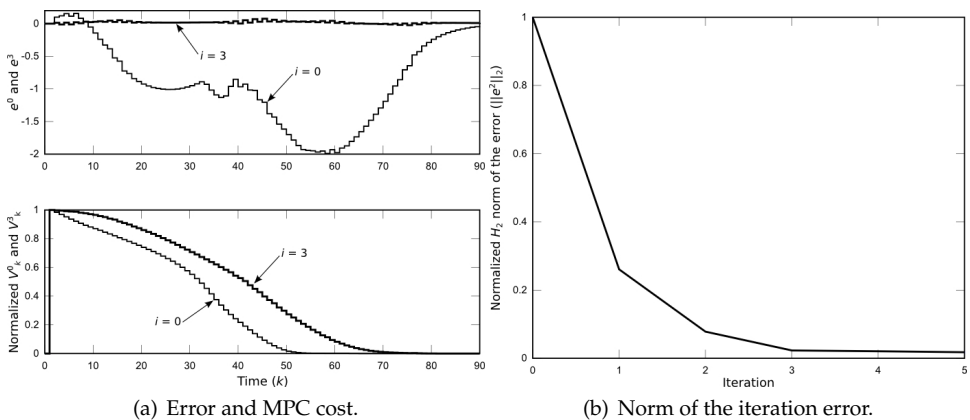 e⁰ and e³
0
-0.5
-1
-1.5
-2
i = 3
i = 0
0 10 20 30 40 50 60 70 80 90
Normalized V⁰ₖ and V³ₖ
1
0.8
0.6
0.4
0.2
0
i = 3
i = 0
0 10 20 30 40 50 60 70 80 90
Time (k)
(a) Error and MPC cost.
Normalized H₂ norm of the error (||e²||₂)
1
0.8
0.6
0.4
0.2
0
0 1 2 3 4 5
Iteration
(b) Norm of the iteration error.